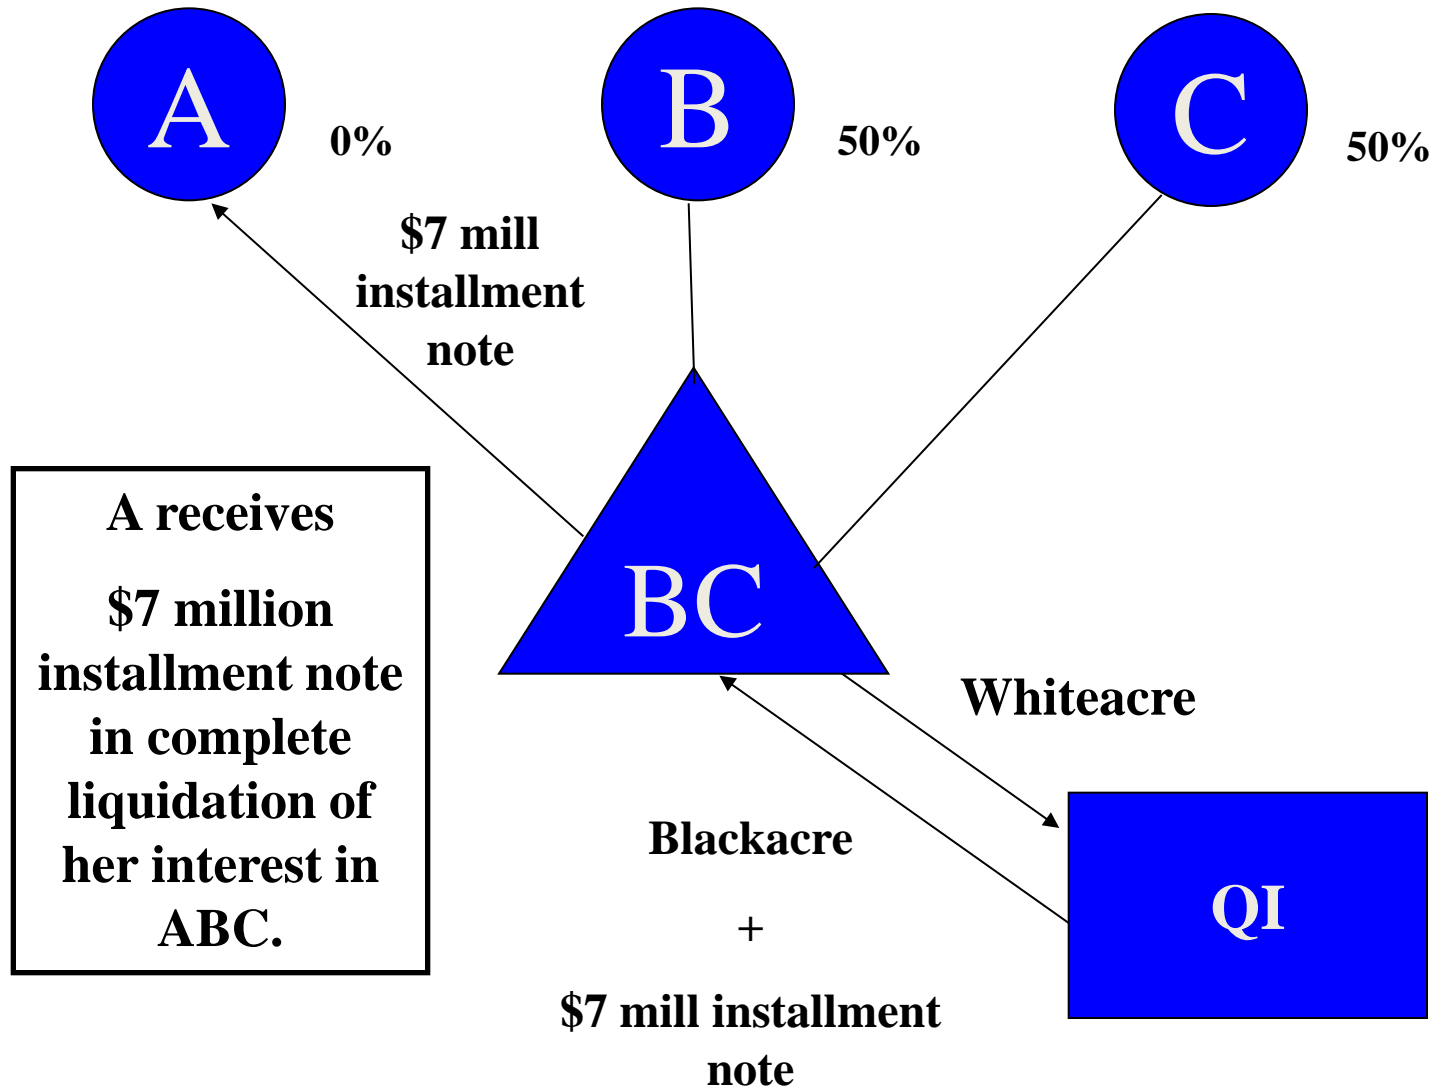 A
0%
B
50%
C
50%
$7 mill
installment
note
A receives
$7 million
installment note
in complete
liquidation of
her interest in
ABC.
BC
Whiteacre
Blackacre
+
$7 mill installment
note
QI